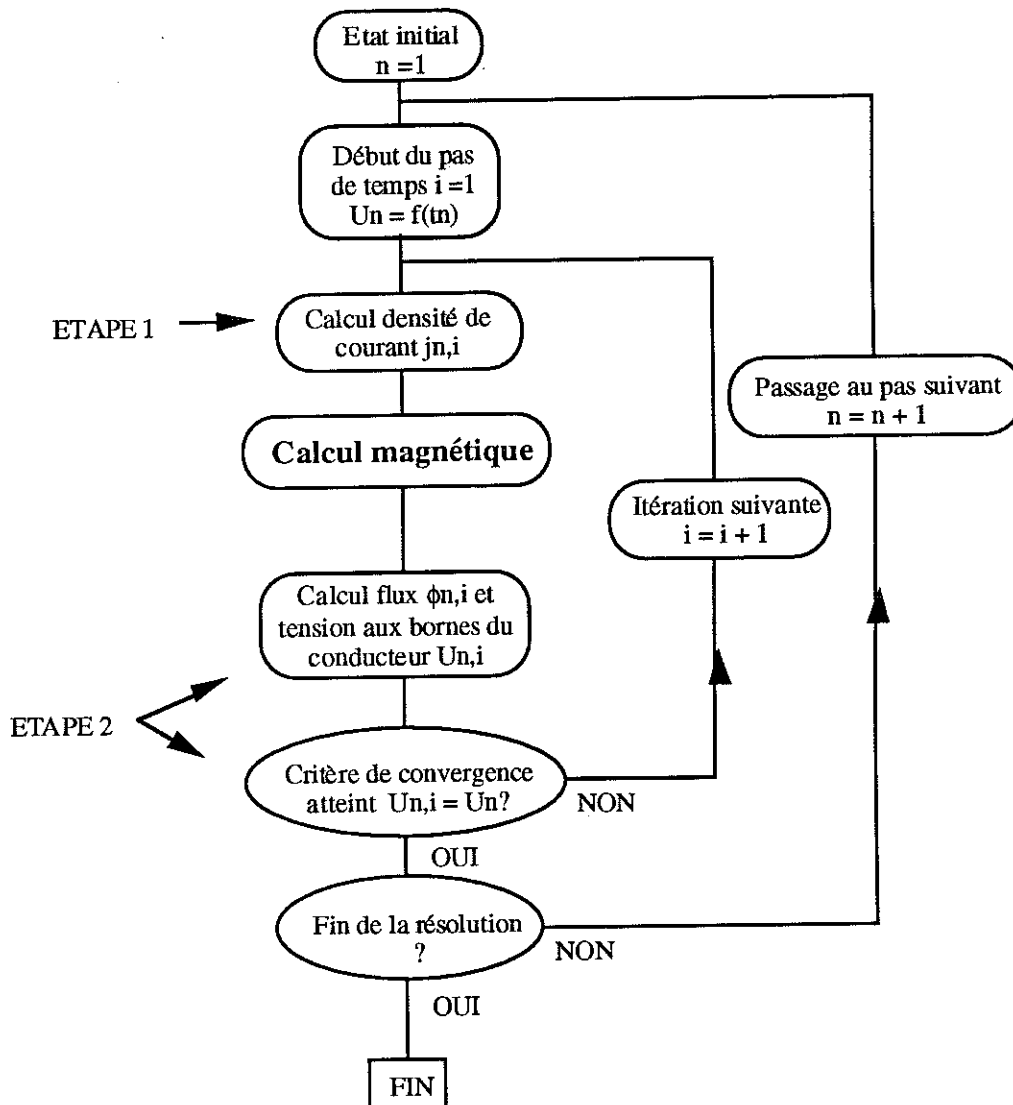 Etat initial
n =1
Début du pas
de temps i =1
Un = f(tn)
ETAPE 1
Calcul densité de
courant jn,i
Passage au pas suivant
n = n + 1
Calcul magnétique
Itération suivante
i = i + 1
Calcul flux ϕn,i et
tension aux bornes du
conducteur Un,i
ETAPE 2
Critère de convergence
atteint Un,i = Un?
NON
OUI
Fin de la résolution
?
NON
OUI
FIN